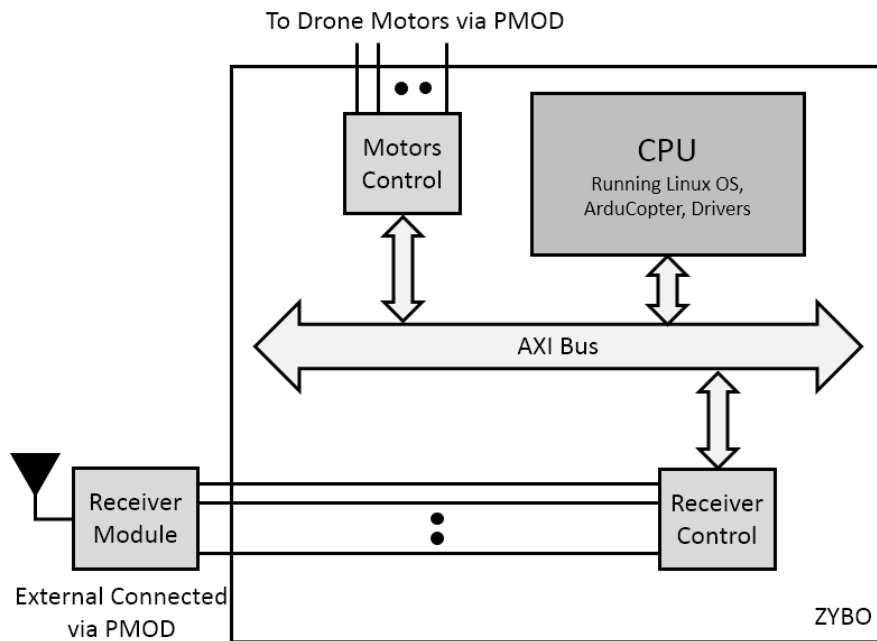 To Drone Motors via PMOD
Motors
Control
CPU
Running Linux OS,
ArduCopter, Drivers
AXI Bus
Receiver
Module
Receiver
Control
External Connected
via PMOD
ZYBO